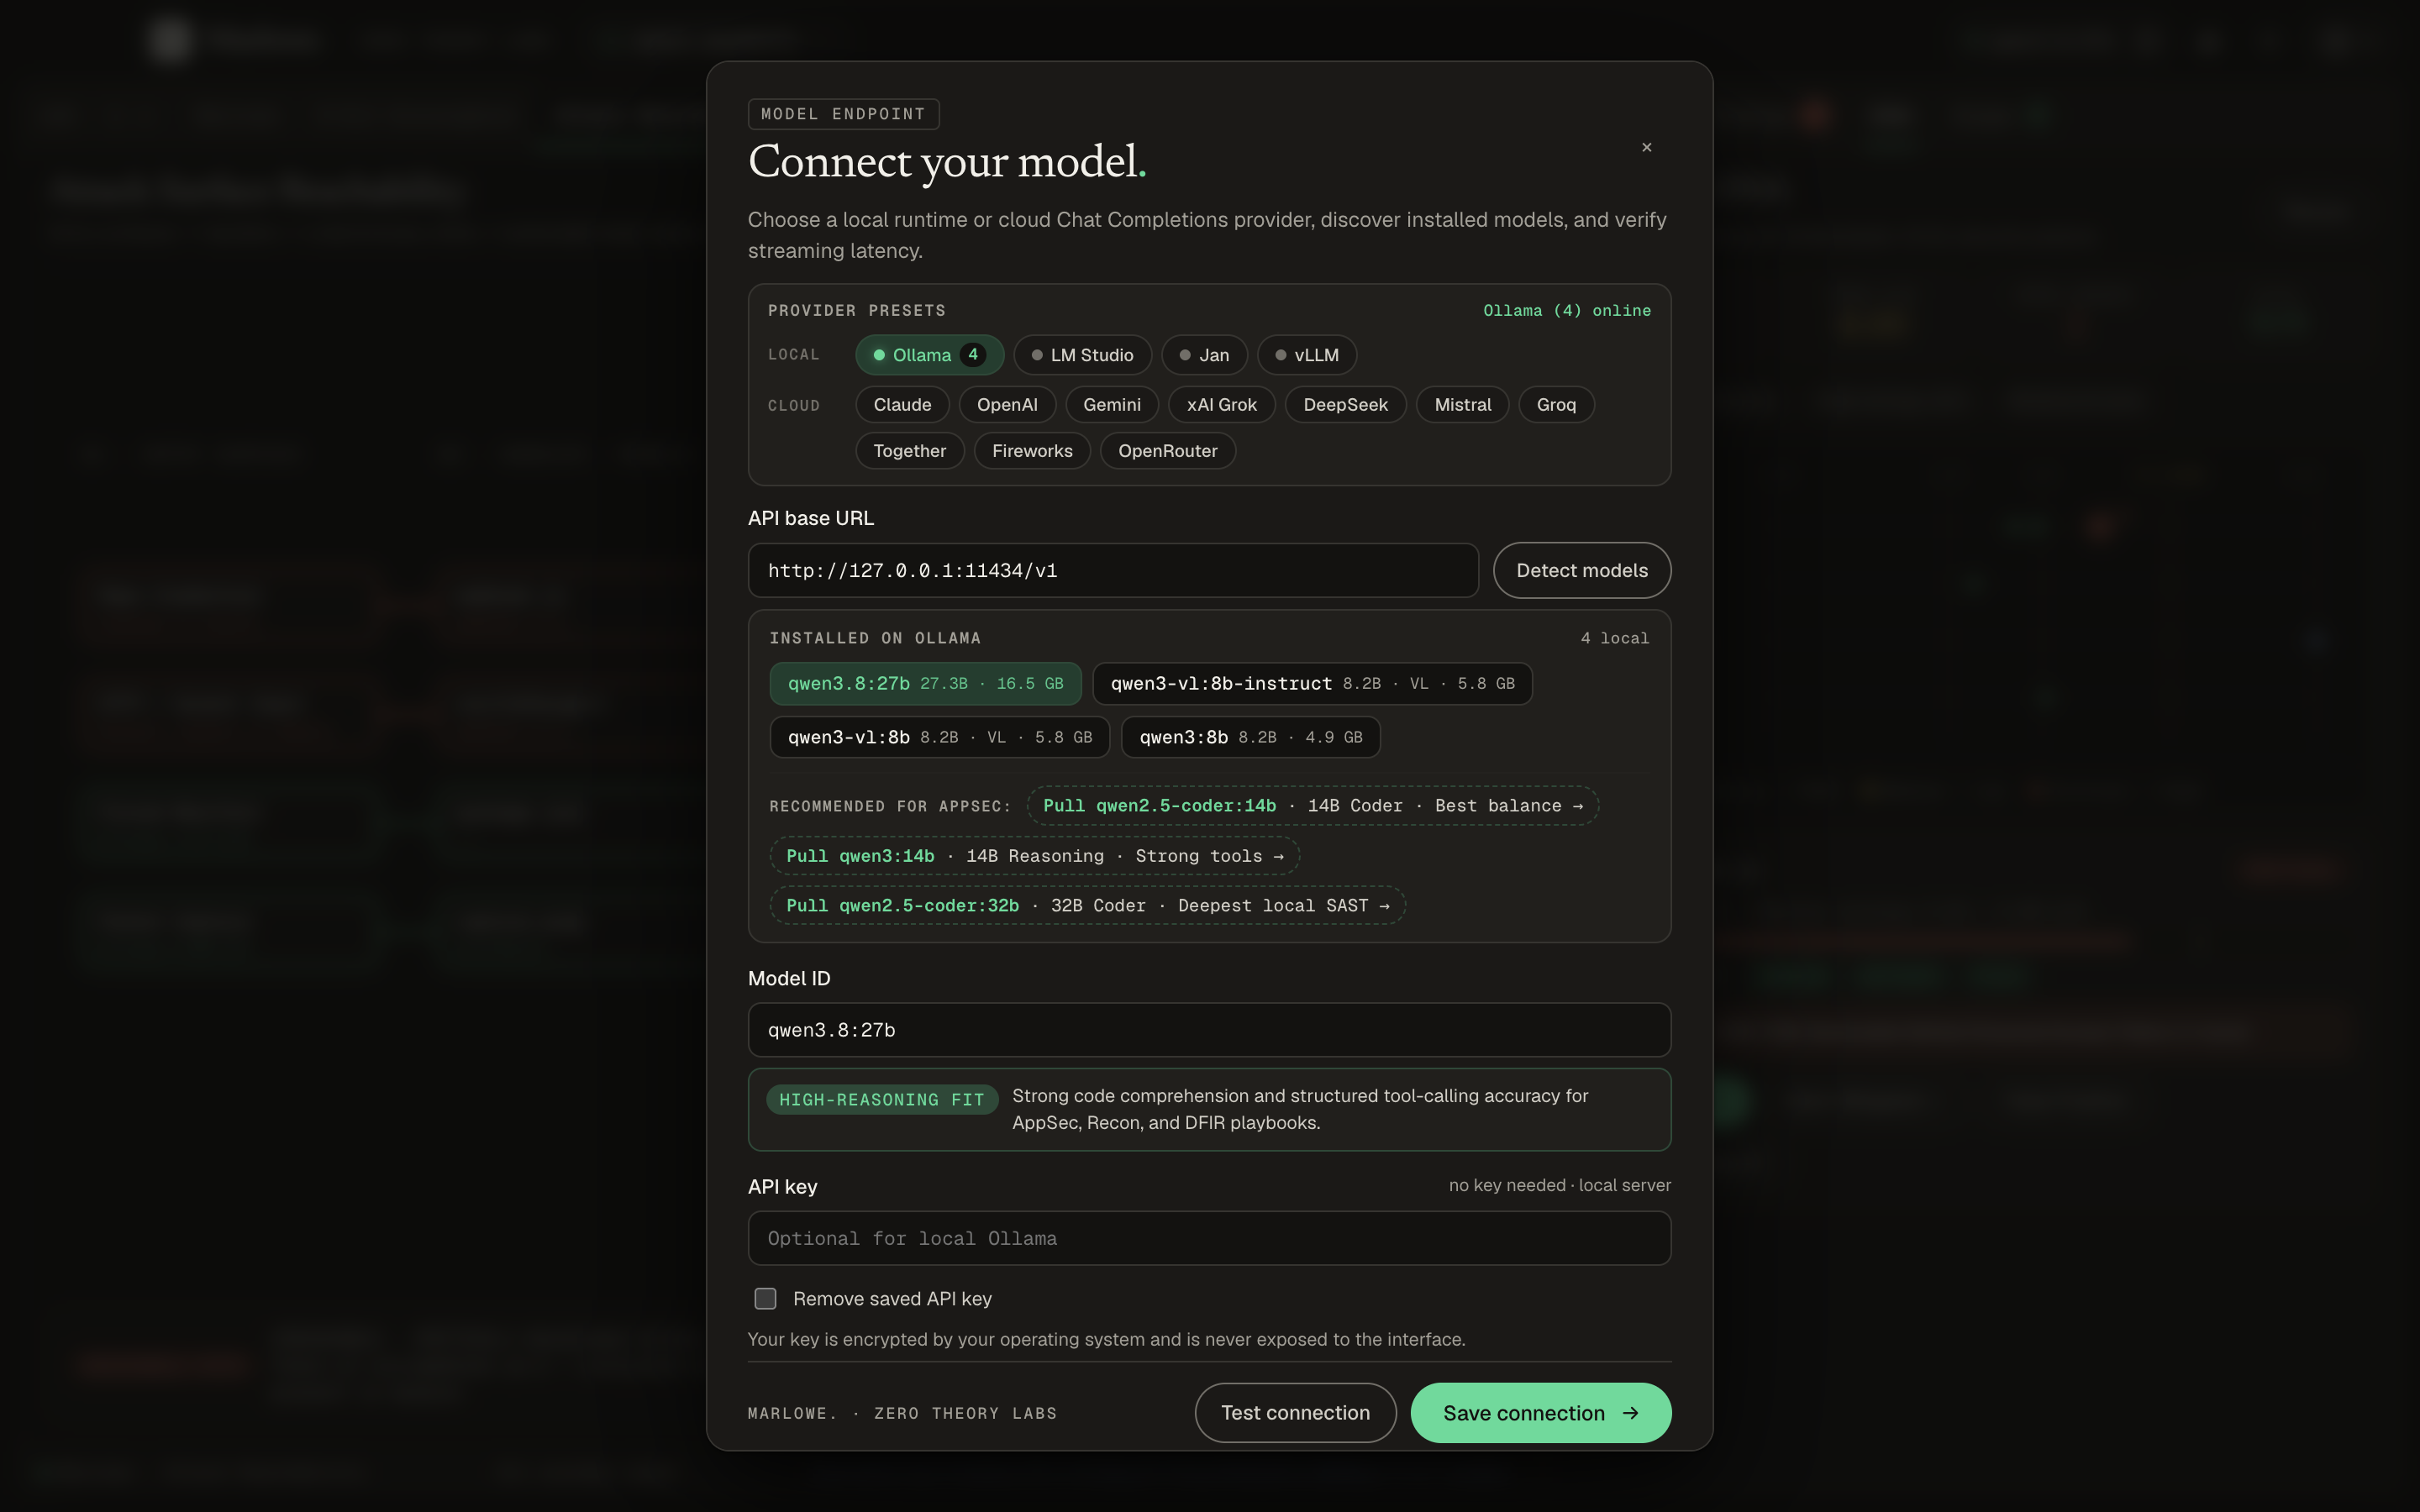 MODEL ENDPOINT
Connect your model.
×
Choose a local runtime or cloud Chat Completions provider, discover installed models, and verify
streaming latency.
PROVIDER PRESETS
Ollama (4) online
LOCAL
Ollama 4
LM Studio
Jan
vLLM
CLOUD
Claude
OpenAI
Gemini
xAI Grok
DeepSeek
Mistral
Groq
Together
Fireworks
OpenRouter
API base URL
http://127.0.0.1:11434/v1
Detect models
INSTALLED ON OLLAMA
4 local
qwen3.8:27b 27.3B · 16.5 GB
qwen3-vl:8b-instruct 8.2B · VL · 5.8 GB
qwen3-vl:8b 8.2B · VL · 5.8 GB
qwen3:8b 8.2B · 4.9 GB
RECOMMENDED FOR APPSEC:
Pull qwen2.5-coder:14b · 14B Coder · Best balance →
Pull qwen3:14b · 14B Reasoning · Strong tools →
Pull qwen2.5-coder:32b · 32B Coder · Deepest local SAST →
Model ID
qwen3.8:27b
HIGH-REASONING FIT
Strong code comprehension and structured tool-calling accuracy for
AppSec, Recon, and DFIR playbooks.
API key
no key needed · local server
Optional for local Ollama
Remove saved API key
Your key is encrypted by your operating system and is never exposed to the interface.
MARLOWE. · ZERO THEORY LABS
Test connection
Save connection →